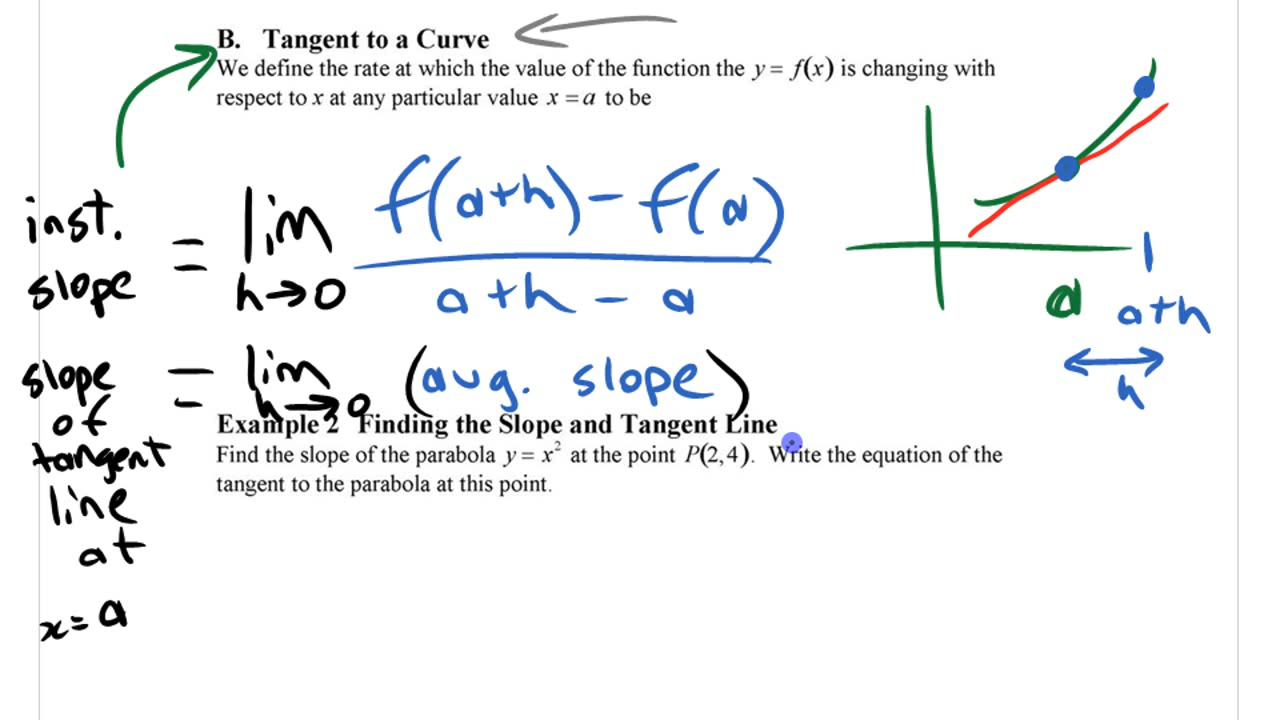 B. Tangent to a Curve
We define the rate at which the value of the function the y = f(x) is changing with
respect to x at any particular value x = a to be
inst. slope = lim h→0 f(a+h) - f(a) / a+h - a
a a+h
h
slope of tangent line at x=a = lim h→0 (avg. slope)
Example 2 Finding the Slope and Tangent Line
Find the slope of the parabola y = x² at the point P(2,4). Write the equation of the
tangent to the parabola at this point.